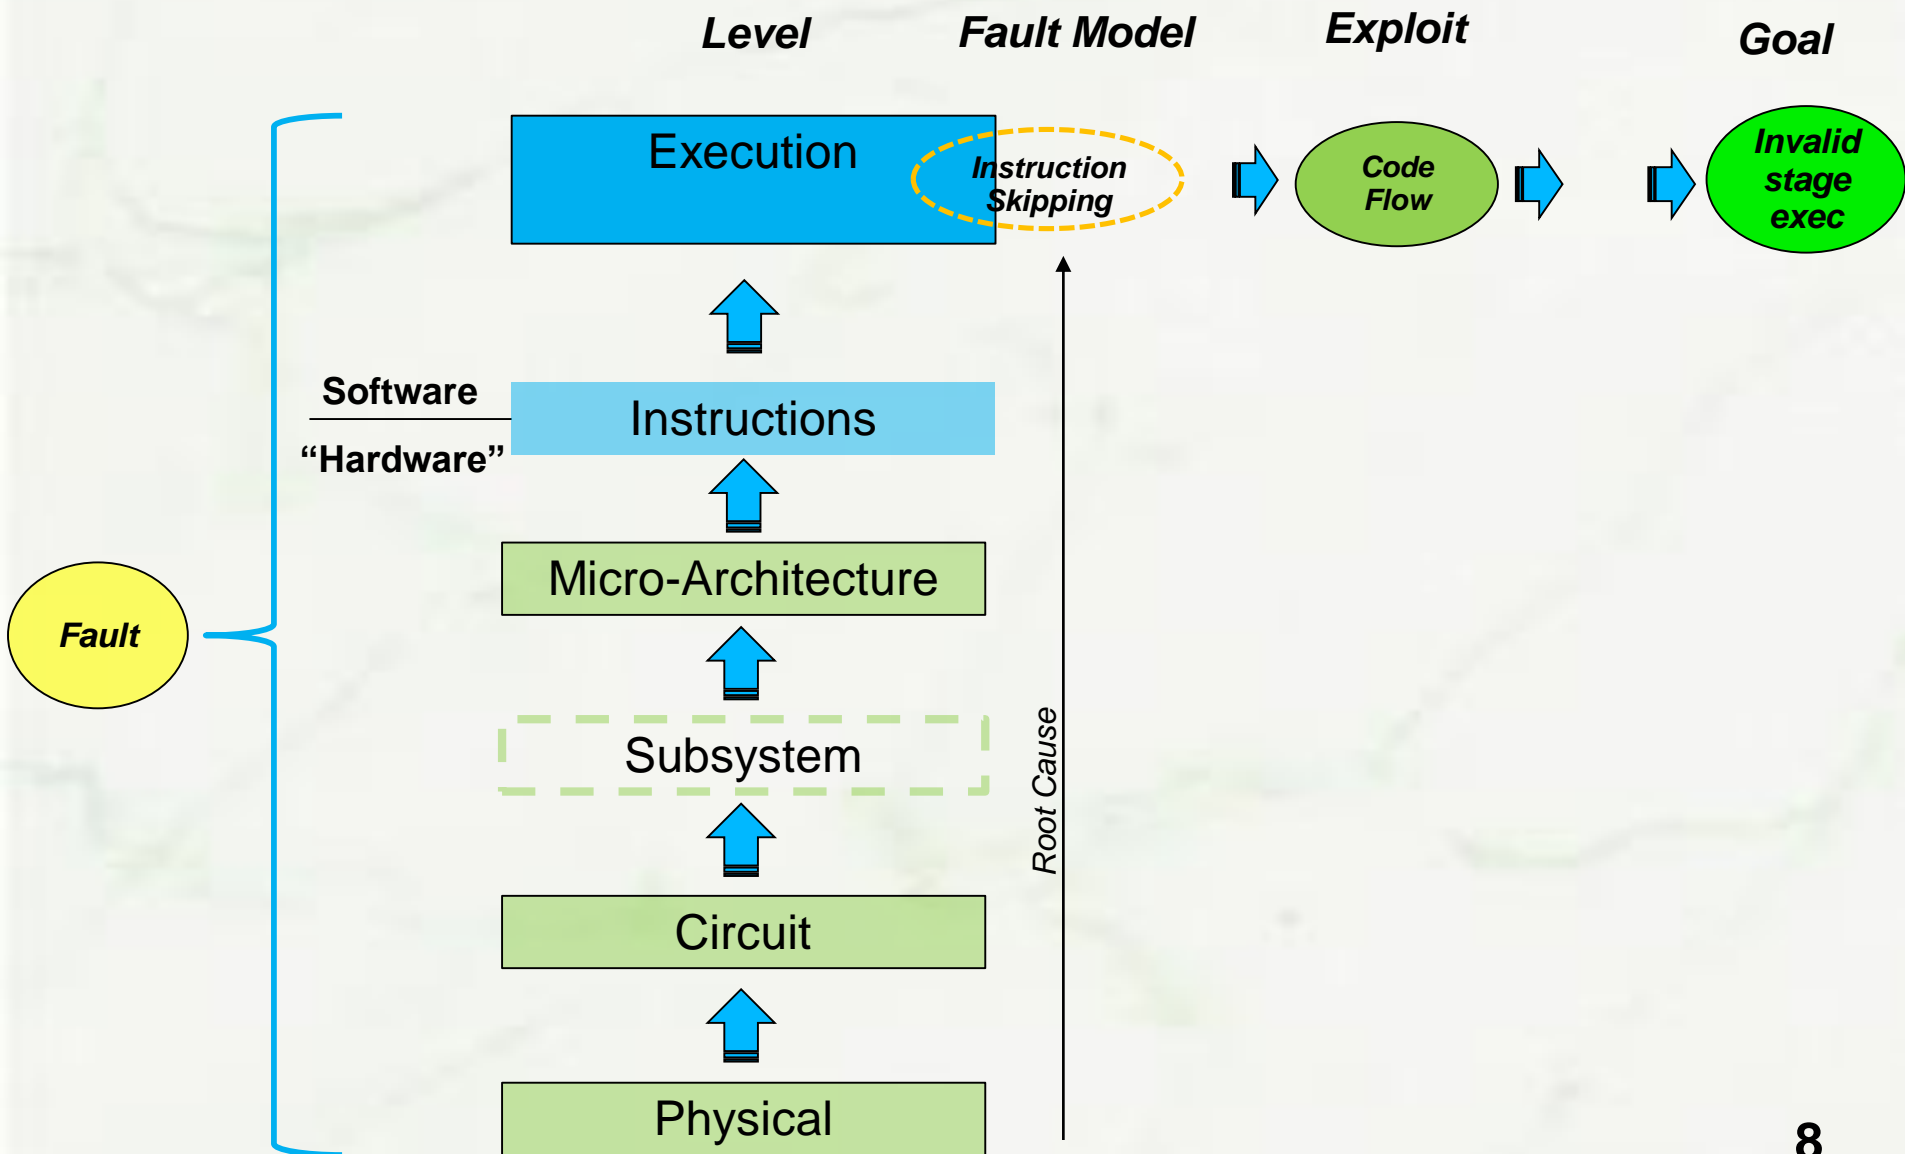 Level
Fault Model
Exploit
Goal
Execution
Instruction
Skipping
Code
Flow
Invalid
stage
exec
Software
“Hardware”
Instructions
Micro-Architecture
Fault
Subsystem
Root Cause
Circuit
Physical
8